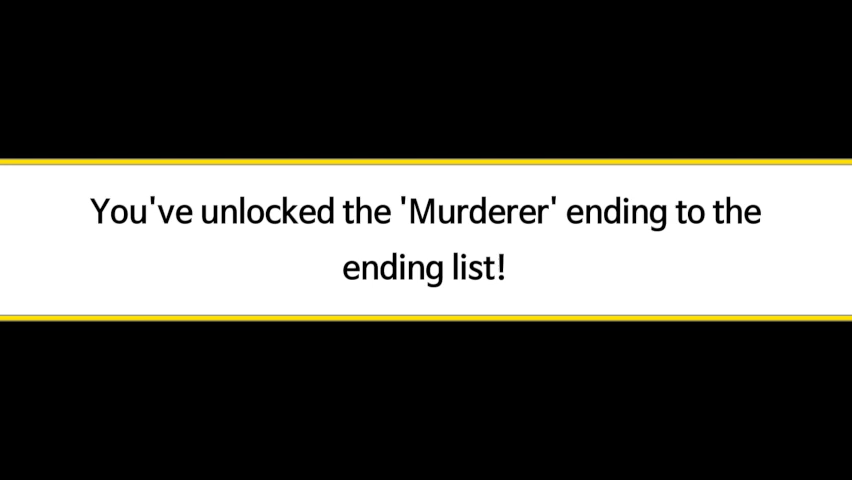 You've unlocked the 'Murderer' ending to the
ending list!